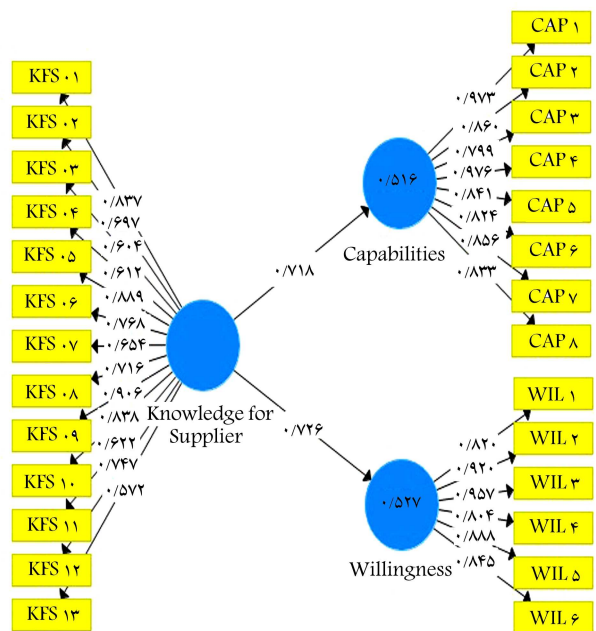 KFS ۰۱
KFS ۰۲
KFS ۰۳
KFS ۰۴
KFS ۰۵
KFS ۰۶
KFS ۰۷
KFS ۰۸
KFS ۰۹
KFS ۱۰
KFS ۱۱
KFS ۱۲
KFS ۱۳
۰/۸۳۷
۰/۶۹۷
۰/۶۰۴
۰/۶۱۲
۰/۸۸۹
۰/۷۶۸
۰/۶۵۴
۰/۷۱۶
۰/۹۰۶
۰/۸۳۸
۰/۶۲۲
۰/۷۴۷
۰/۵۷۲
Knowledge for
Supplier
۰/۷۱۸
۰/۷۲۶
۰/۵۱۶
Capabilities
۰/۹۷۳
۰/۸۶۰
۰/۷۹۹
۰/۹۷۶
۰/۸۴۱
۰/۸۲۴
۰/۸۵۶
۰/۸۳۳
CAP ۱
CAP ۲
CAP ۳
CAP ۴
CAP ۵
CAP ۶
CAP ۷
CAP ۸
۰/۵۲۷
Willingness
۰/۸۲۰
۰/۹۲۰
۰/۹۵۷
۰/۸۰۴
۰/۸۸۸
۰/۸۴۵
WIL ۱
WIL ۲
WIL ۳
WIL ۴
WIL ۵
WIL ۶